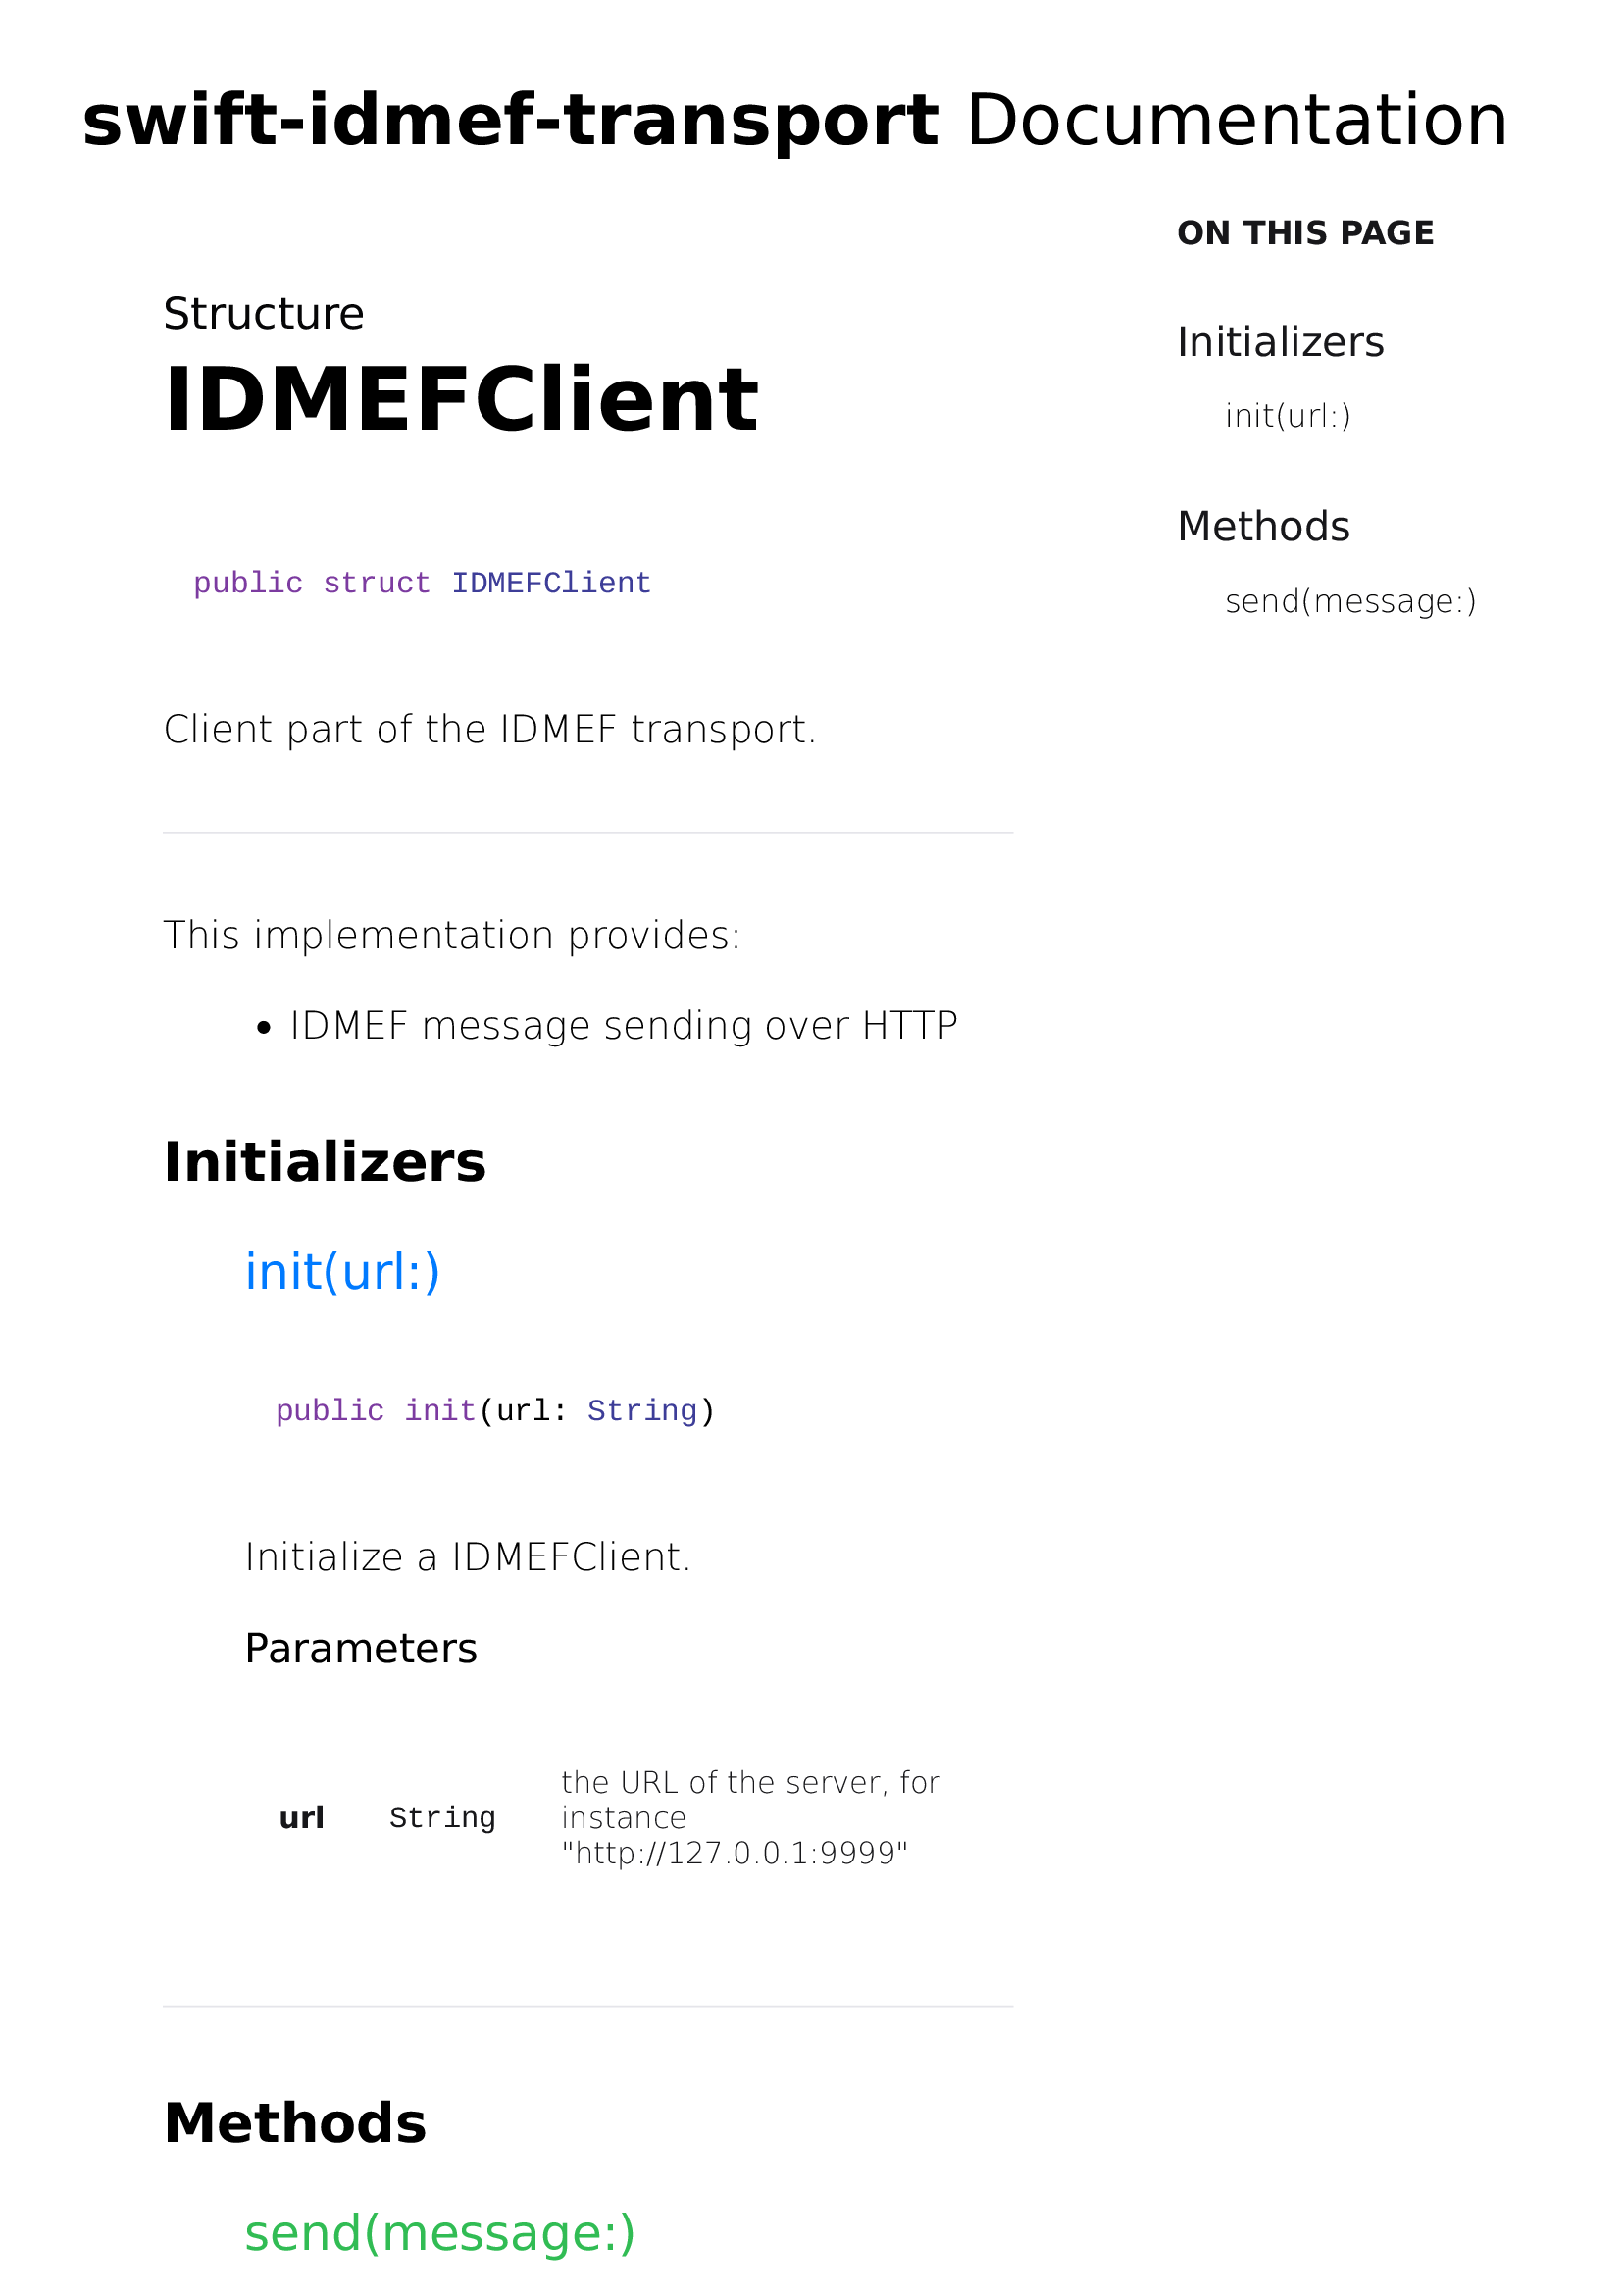 swift-idmef-transport Documentation
ON THIS PAGE
Initializers
init(url:)
Methods
send(message:)
Structure
IDMEFClient
public struct IDMEFClient
Client part of the IDMEF transport.
This implementation provides:
• IDMEF message sending over HTTP
Initializers
init(url:)
public init(url: String)
Initialize a IDMEFClient.
Parameters
url String the URL of the server, for
instance
"http://127.0.0.1:9999"
Methods
send(message:)